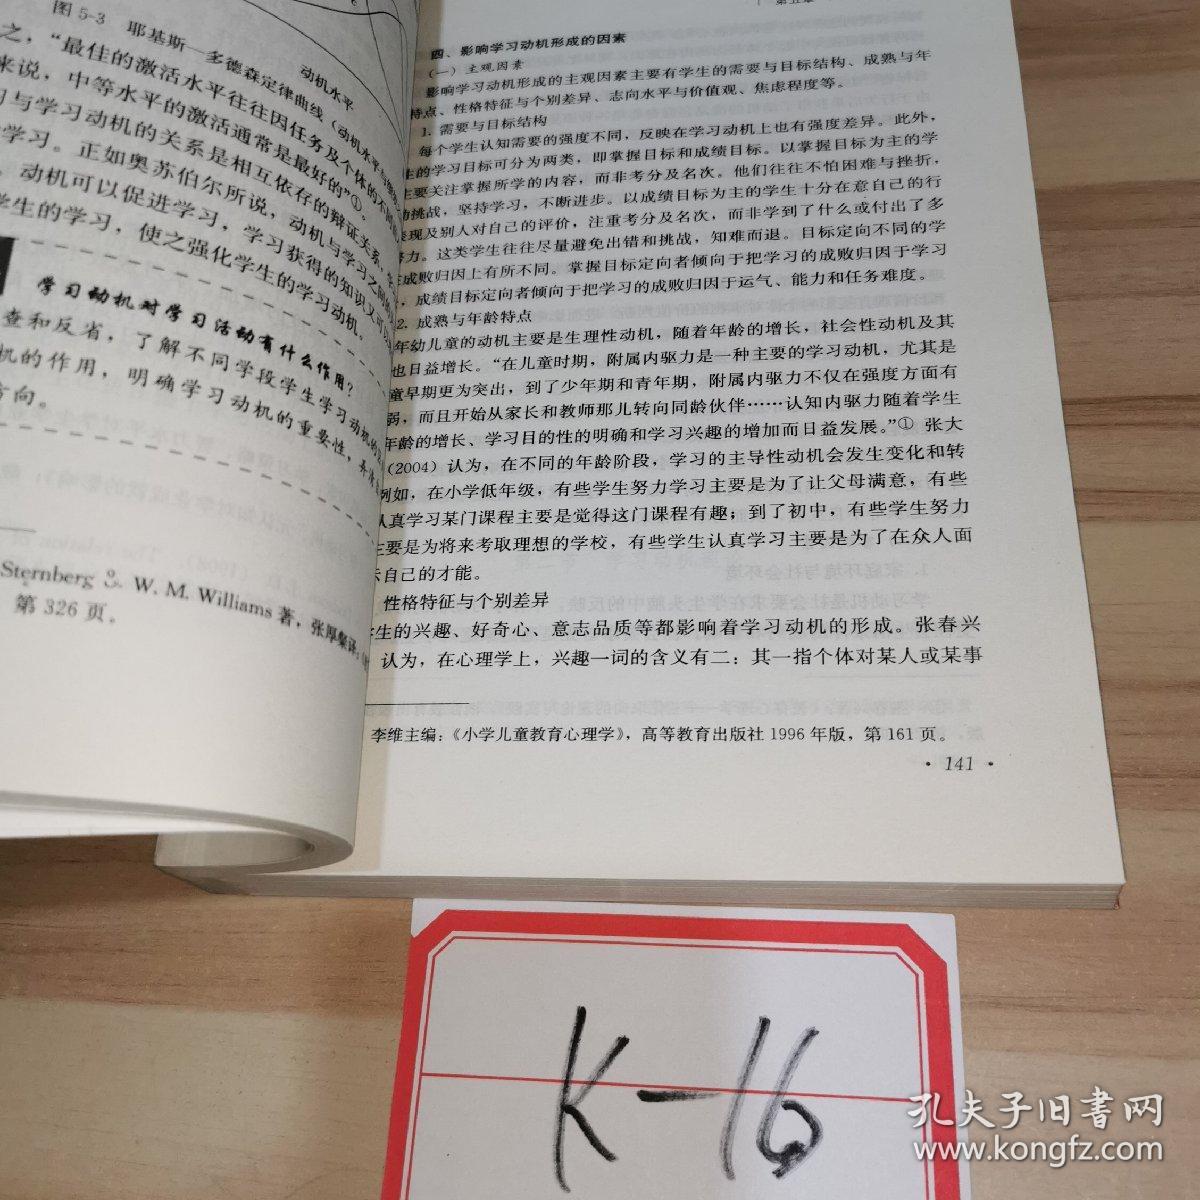 图 5-3 耶基斯—多德森定律曲线（动机水平
动机水平
之，“最佳的激活水平往往因任务及个体的不同
来说，中等水平的激活通常是最好的”①。
习与学习动机的关系是相互依存的辩证关系
学习。正如奥苏伯尔所说，动机与学习之间的
，动机可以促进学习，学习获得的知识又可
学生的学习，使之强化学生的学习动机。
学习动机对学习活动有什么作用？
查和反省，了解不同学段学生学习动机的
机的作用，明确学习动机的重要性，并
方向。
Sternberg & W. M. Williams 著，张厚粲译：
第 326 页。
第五章
四、影响学习动机形成的因素
（一）主观因素
影响学习动机形成的主观因素主要有学生的需要与目标结构、成熟与年
特点、性格特征与个别差异、志向水平与价值观、焦虑程度等。
1. 需要与目标结构
每个学生认知需要的强度不同，反映在学习动机上也有强度差异。此外，
生的学习目标可分为两类，即掌握目标和成绩目标。以掌握目标为主的学
主要关注掌握所学的内容，而非考分及名次。他们往往不怕困难与挫折，
挑战，坚持学习，不断进步。以成绩目标为主的学生十分在意自己的行
表现及别人对自己的评价，注重考分及名次，而非学到了什么或付出了多
努力。这类学生往往尽量避免出错和挑战，知难而退。目标定向不同的学
在成败归因上有所不同。掌握目标定向者倾向于把学习的成败归因于学习
，成绩目标定向者倾向于把学习的成败归因于运气、能力和任务难度。
2. 成熟与年龄特点
年幼儿童的动机主要是生理性动机，随着年龄的增长，社会性动机及其
也日益增长。“在儿童时期，附属内驱力是一种主要的学习动机，尤其是
童早期更为突出，到了少年期和青年期，附属内驱力不仅在强度方面有
弱，而且开始从家长和教师那儿转向同龄伙伴……认知内驱力随着学生
年龄的增长、学习目的性的明确和学习兴趣的增加而日益发展。”① 张大
（2004）认为，在不同的年龄阶段，学习的主导性动机会发生变化和转
例如，在小学低年级，有些学生努力学习主要是为了让父母满意，有些
认真学习某门课程主要是觉得这门课程有趣；到了初中，有些学生努力
主要是为将来考取理想的学校，有些学生认真学习主要是为了在众人面
示自己的才能。
性格特征与个别差异
学生的兴趣、好奇心、意志品质等都影响着学习动机的形成。张春兴
认为，在心理学上，兴趣一词的含义有二：其一指个体对某人或某事
李维主编：《小学儿童教育心理学》，高等教育出版社 1996 年版，第 161 页。
· 141 ·
K-16
孔夫子旧书网
www.kongfz.com